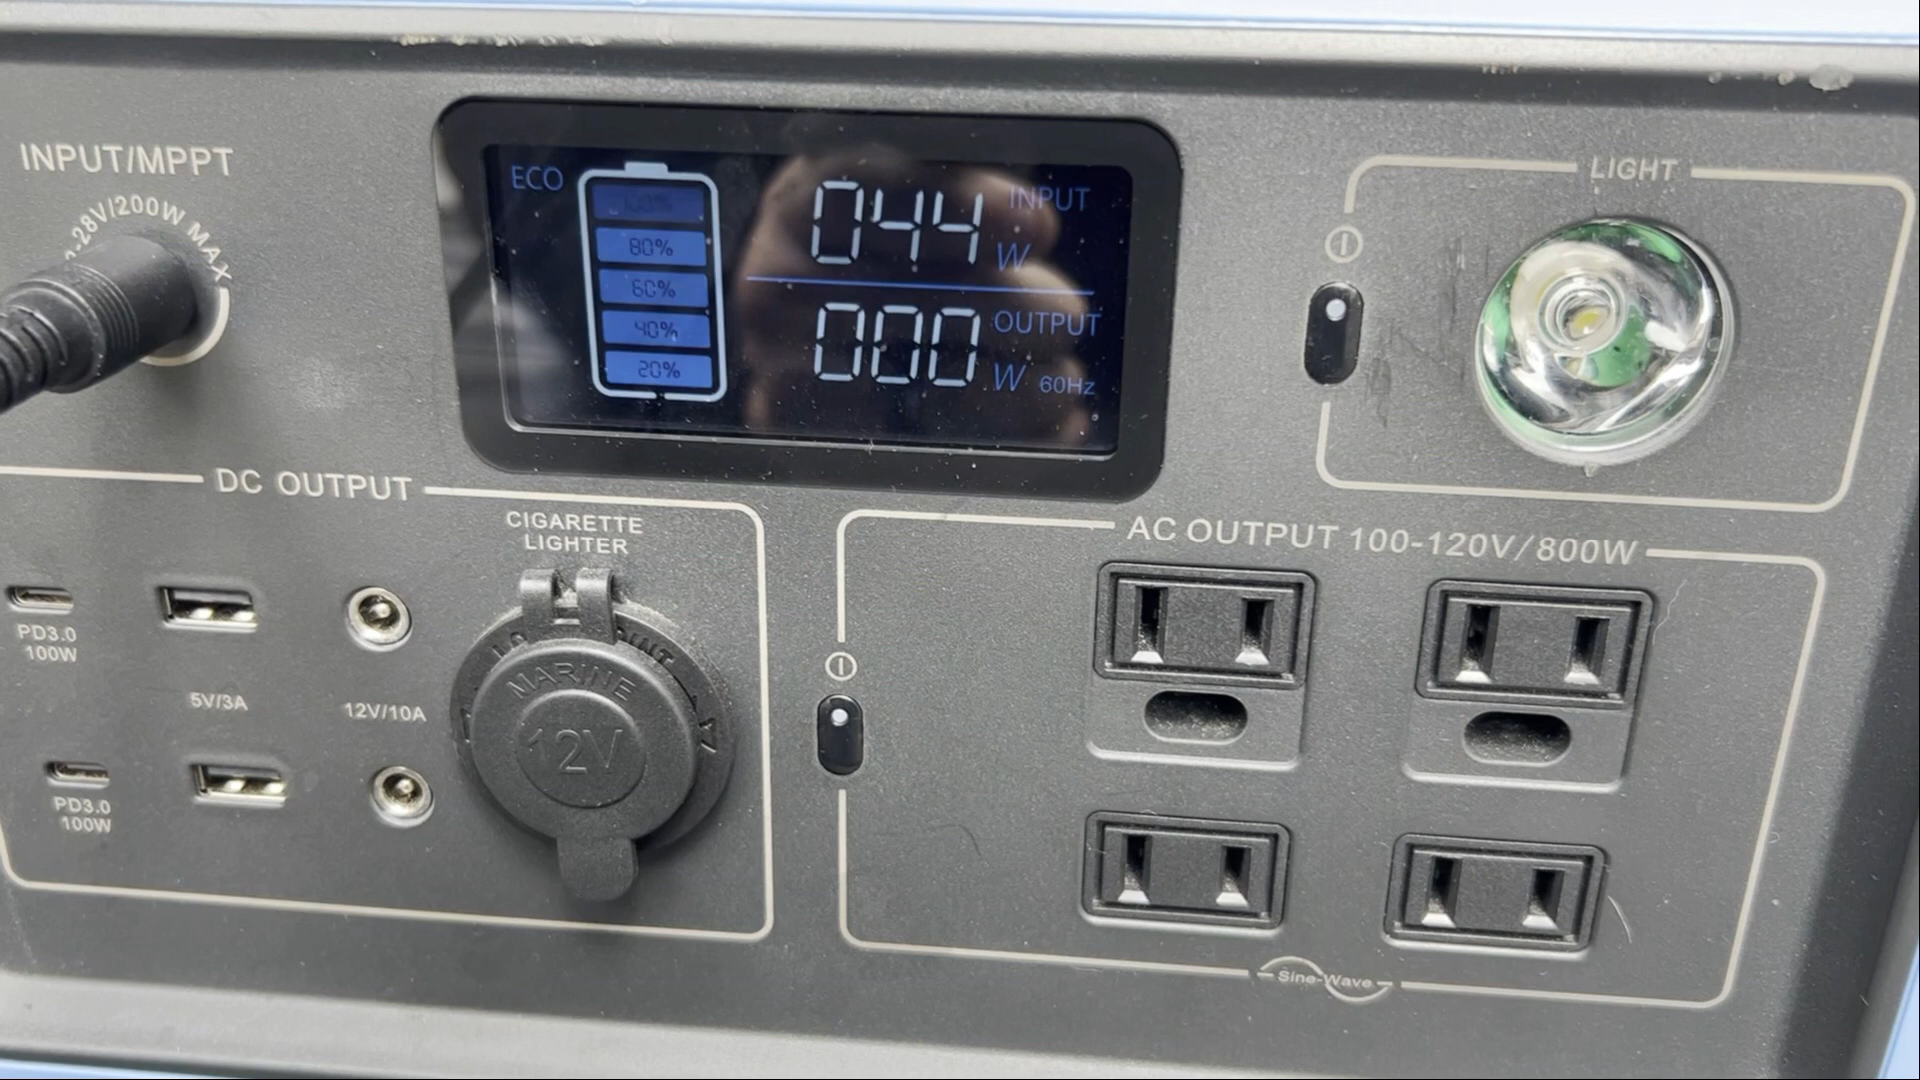 INPUT/MPPT
-28V/200W MAX
ECO
100%
80%
60%
40%
20%
044 INPUT
W
000 OUTPUT
W 60Hz
LIGHT
DC OUTPUT
CIGARETTE
LIGHTER
PD3.0
100W
5V/3A
12V/10A
MARINE
12V
PD3.0
100W
AC OUTPUT 100-120V/800W
Sine-Wave